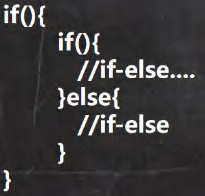 if(){
if(){
//if-else....
}else{
//if-else
}
}